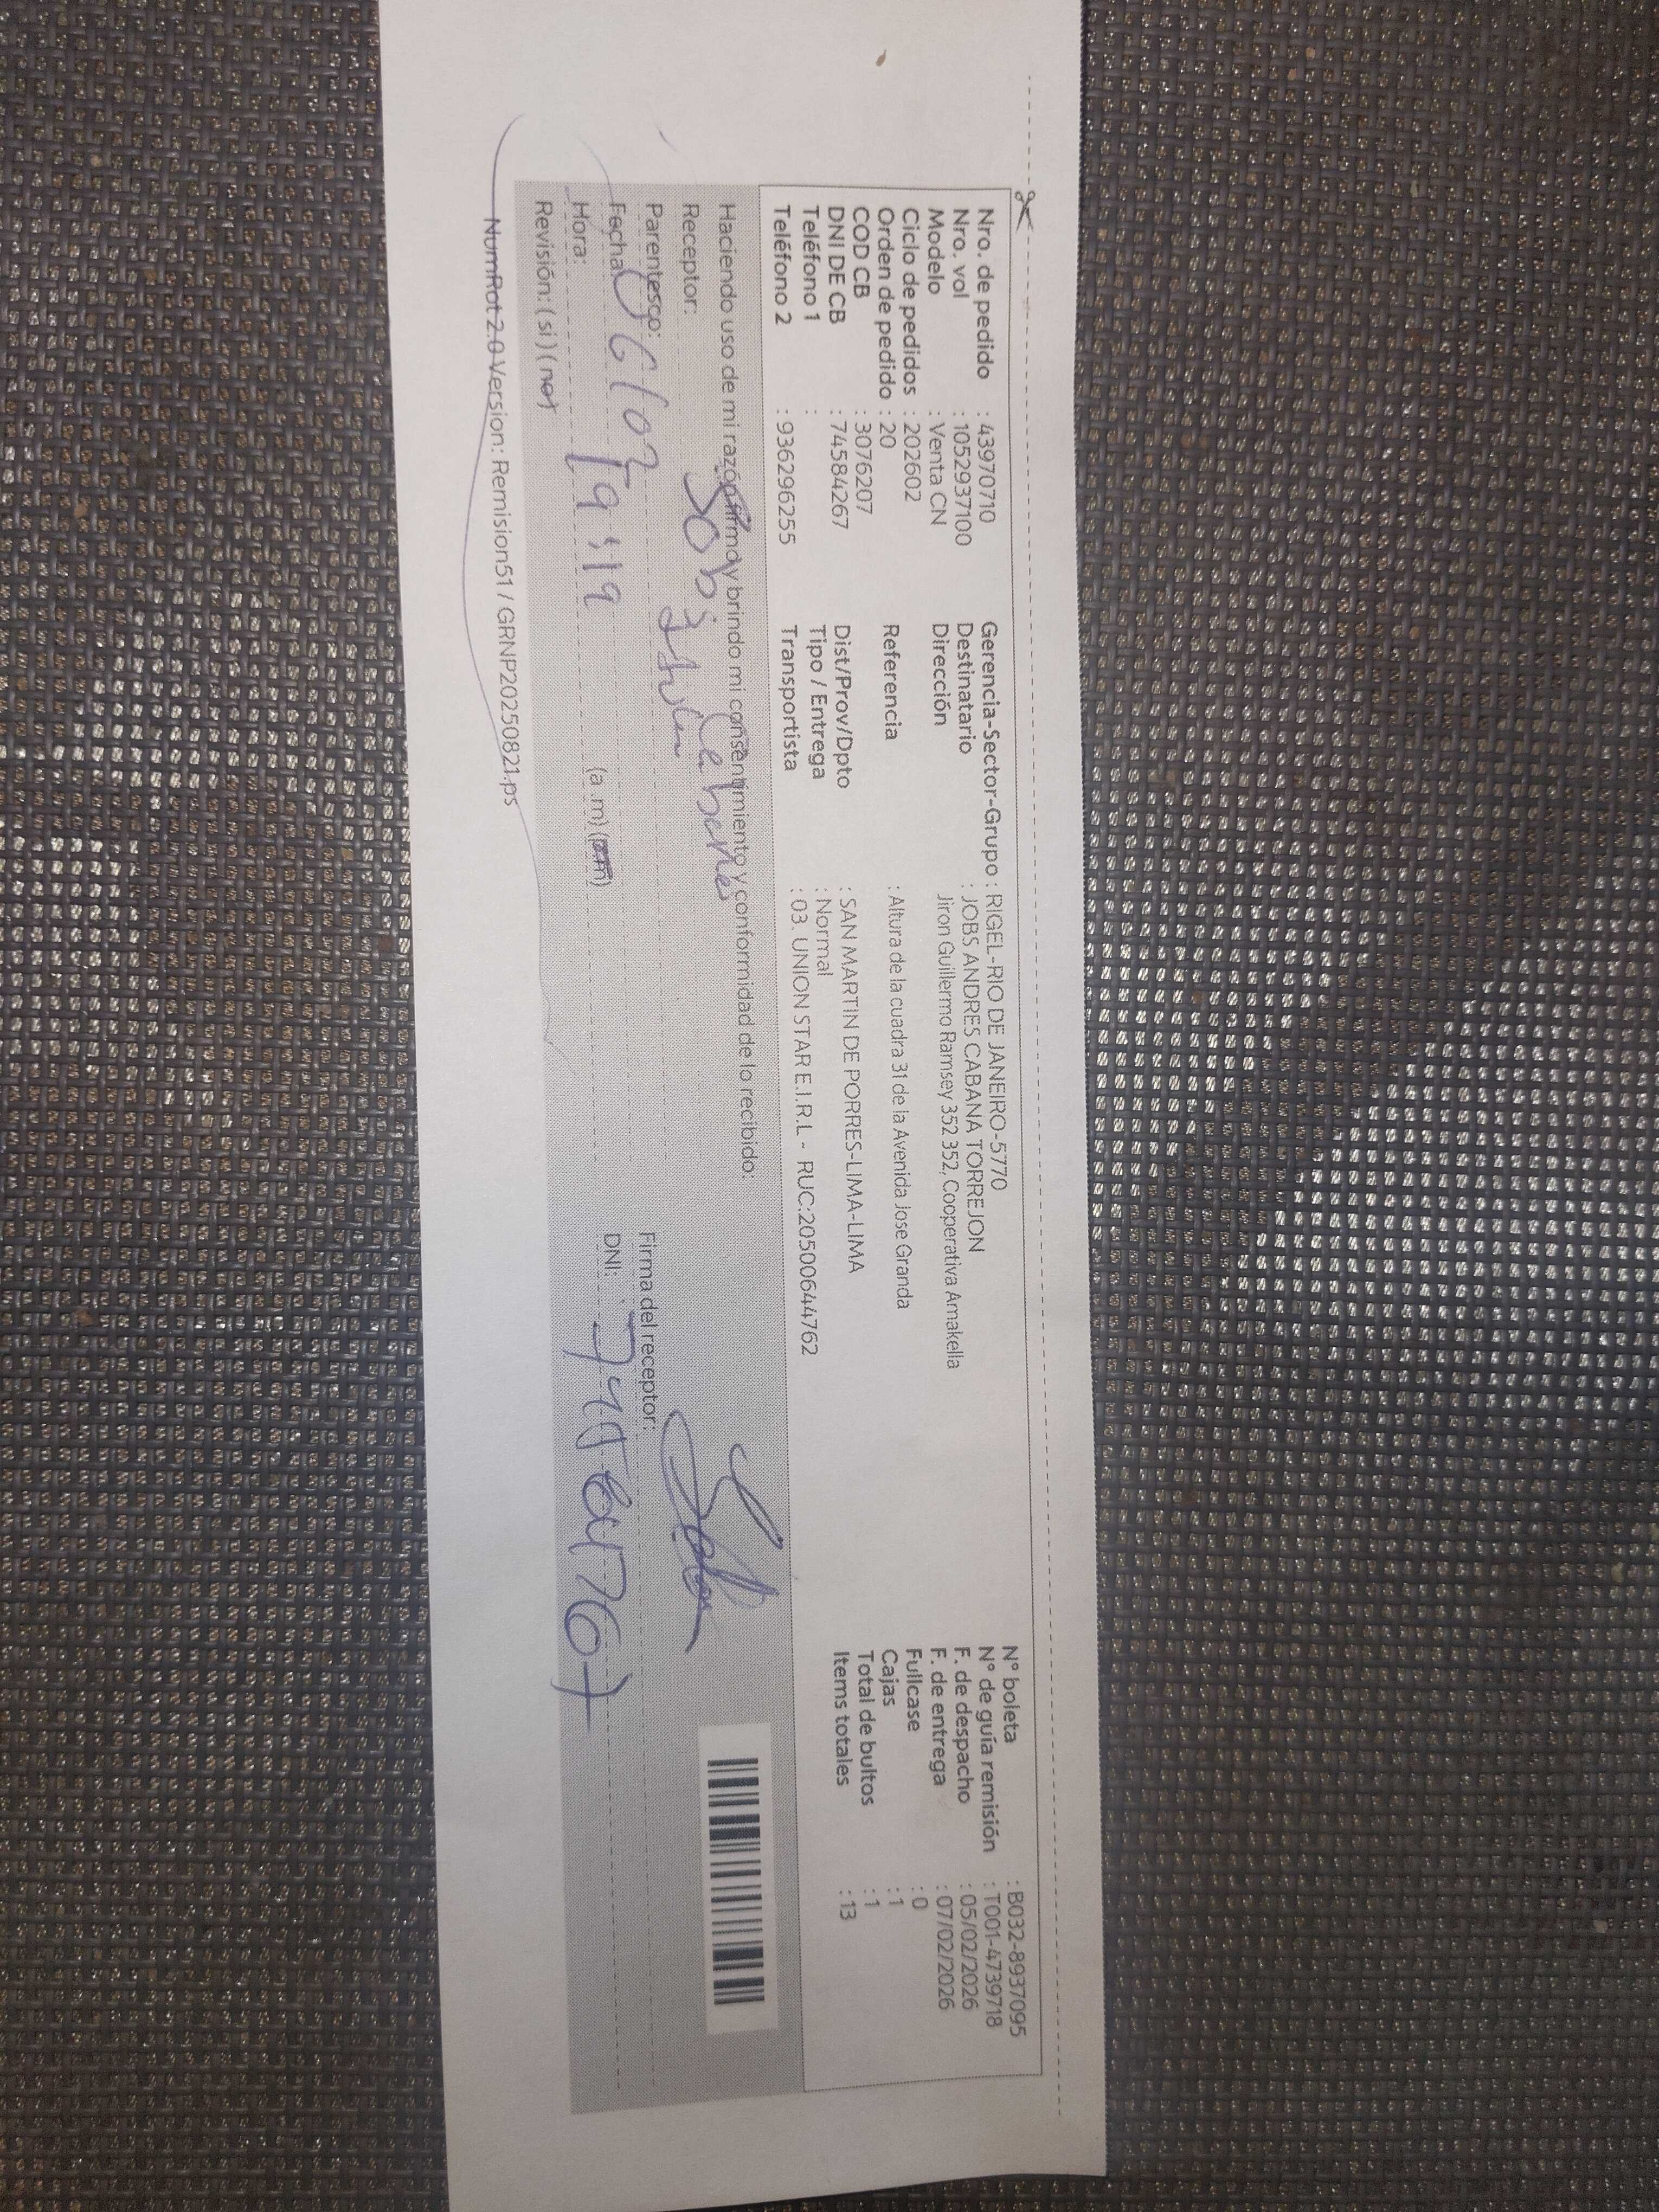 Nro. de pedido : 43970710
Nro. vol : 1052937100
Modelo : Venta CN
Ciclo de pedidos : 202602
Orden de pedido : 20
COD CB : 3076207
DNI DE CB : 74584267
Teléfono 1 :
Teléfono 2 : 936296255
Gerencia-Sector-Grupo : RIGEL-RIO DE JANEIRO-5770
Destinatario : JOBS ANDRES CABANA TORREJON
Dirección Jiron Guillermo Ramsey 352 352, Cooperativa Amakella
Referencia : Altura de la cuadra 31 de la Avenida Jose Granda
Dist/Prov/Dpto : SAN MARTIN DE PORRES-LIMA-LIMA
Tipo / Entrega : Normal
Transportista : 03. UNION STAR E.I.R.L - RUC:20500644762
N° boleta : B032-8937095
N° de guía remisión : T001-4739718
F. de despacho : 05/02/2026
F. de entrega : 07/02/2026
Fullcase : 0
Cajas : 1
Total de bultos : 1
Items totales : 13
Haciendo uso de mi razón firmo y brindo mi consentimiento y conformidad de lo recibido:
Receptor: Jobs Cabana
Parentesco:
Fecha: 06/02
Hora: 19:19 (a.m)
Revisión: ( si ) ( no )
Firma del receptor:
DNI:
NumRot 2.0 Version: Remision51 / GRNP20250821.ps